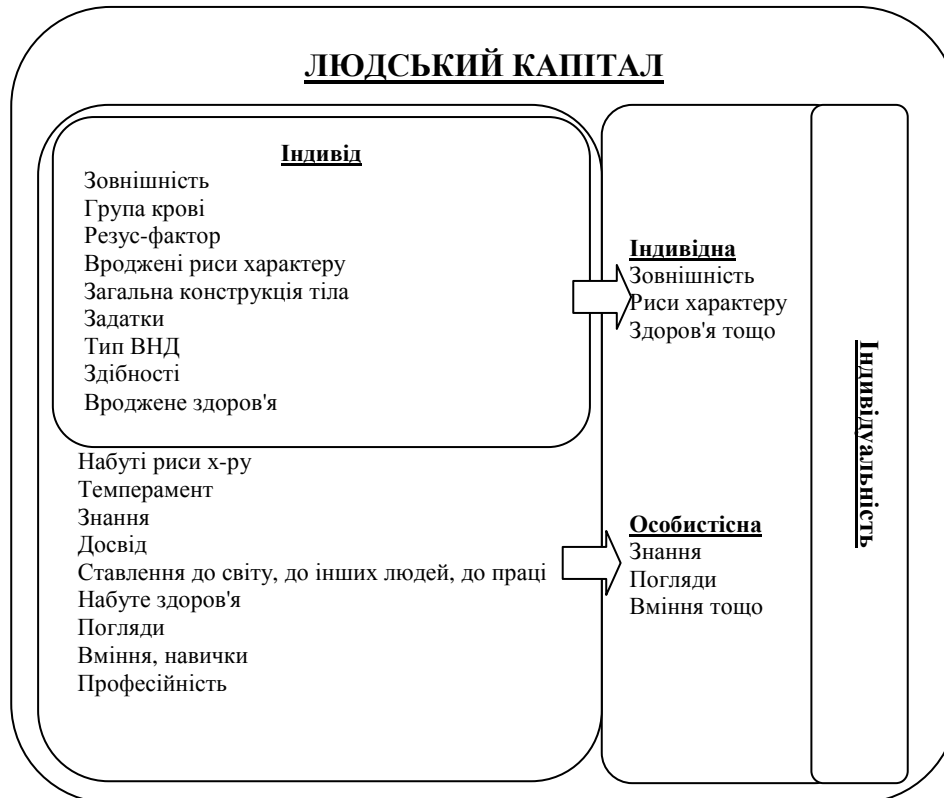 ЛЮДСЬКИЙ КАПІТАЛ
Індивід
Зовнішність
Група крові
Резус-фактор
Вроджені риси характеру
Загальна конструкція тіла
Задатки
Тип ВНД
Здібності
Вроджене здоров'я
Набуті риси х-ру
Темперамент
Знання
Досвід
Ставлення до світу, до інших людей, до праці
Набуте здоров'я
Погляди
Вміння, навички
Професійність
Індивідна
Зовнішність
Риси характеру
Здоров'я тощо
Особистісна
Знання
Погляди
Вміння тощо
Індивідуальність